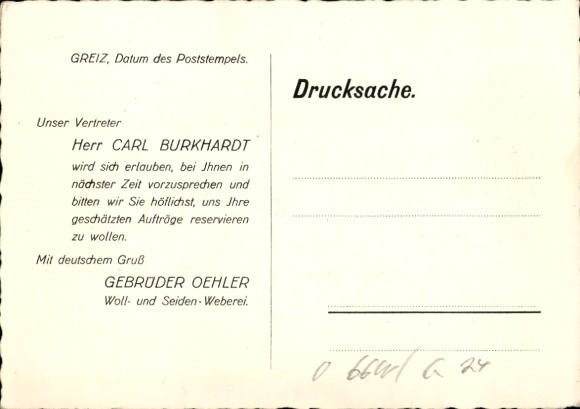 GREIZ, Datum des Poststempels.
Unser Vertreter
Herr CARL BURKHARDT
wird sich erlauben, bei Jhnen in
nächster Zeit vorzusprechen und
bitten wir Sie höflichst, uns Jhre
geschätzten Aufträge reservieren
zu wollen.
Mit deutschem Gruß
GEBRÜDER OEHLER
Woll- und Seiden-Weberei.
Drucksache.
24